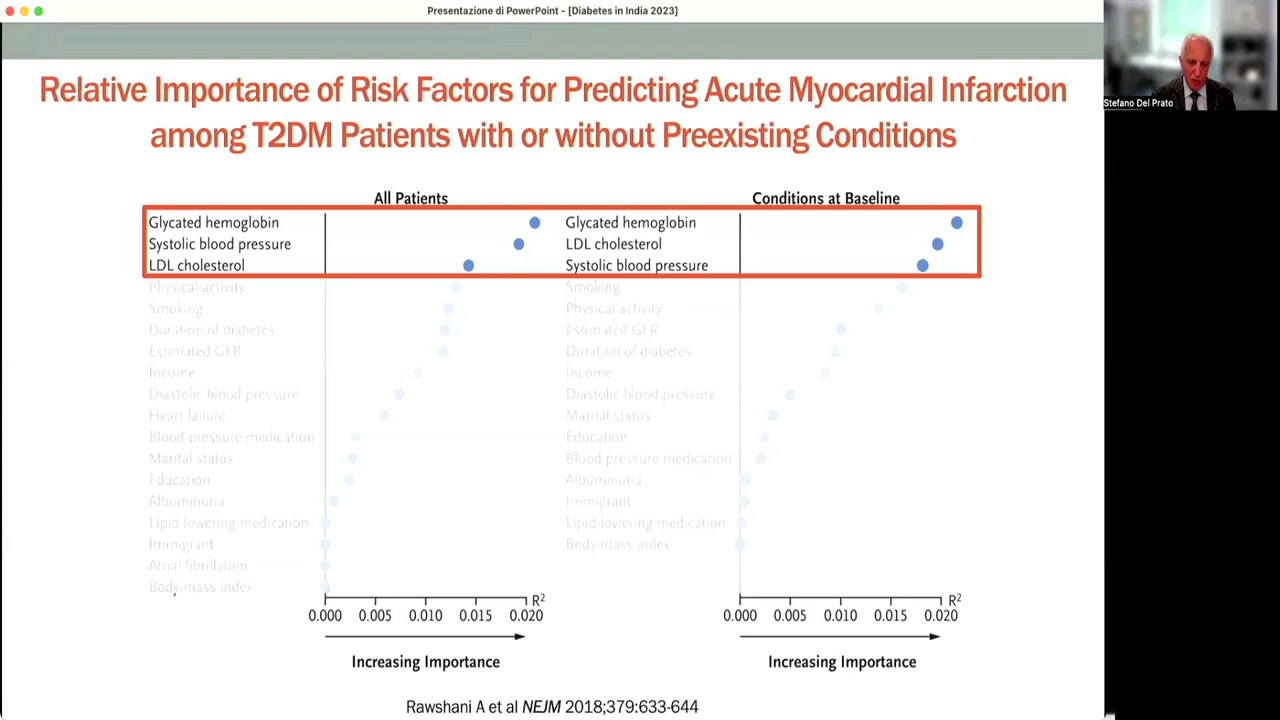 Presentazione di PowerPoint - [Diabetes in India 2023]
Stefano Del Prato
Relative Importance of Risk Factors for Predicting Acute Myocardial Infarction
among T2DM Patients with or without Preexisting Conditions
All Patients
Glycated hemoglobin
Systolic blood pressure
LDL cholesterol
Physical activity
Smoking
Duration of diabetes
Estimated GFR
Income
Diastolic blood pressure
Heart failure
Blood pressure medication
Marital status
Education
Albuminuria
Lipid-lowering medication
Immigrant
Atrial fibrillation
Body-mass index
0.000 0.005 0.010 0.015 0.020 R²
Increasing Importance
Conditions at Baseline
Glycated hemoglobin
LDL cholesterol
Systolic blood pressure
Smoking
Physical activity
Estimated GFR
Duration of diabetes
Income
Diastolic blood pressure
Marital status
Education
Blood pressure medication
Albuminuria
Immigrant
Lipid-lowering medication
Body-mass index
0.000 0.005 0.010 0.015 0.020 R²
Increasing Importance
Rawshani A et al NEJM 2018;379:633-644